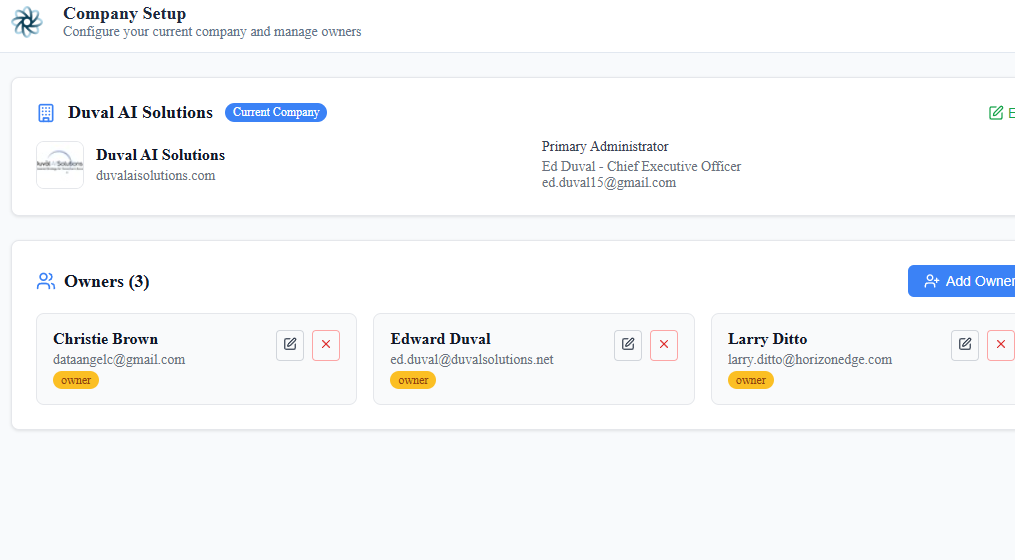 Company Setup
Configure your current company and manage owners
Duval AI Solutions
Current Company
E
Duval AI Solutions
duvalaisolutions.com
Primary Administrator
Ed Duval - Chief Executive Officer
ed.duval15@gmail.com
Owners (3)
Add Owner
Christie Brown
dataangelc@gmail.com
owner
Edward Duval
ed.duval@duvalsolutions.net
owner
Larry Ditto
larry.ditto@horizonedge.com
owner